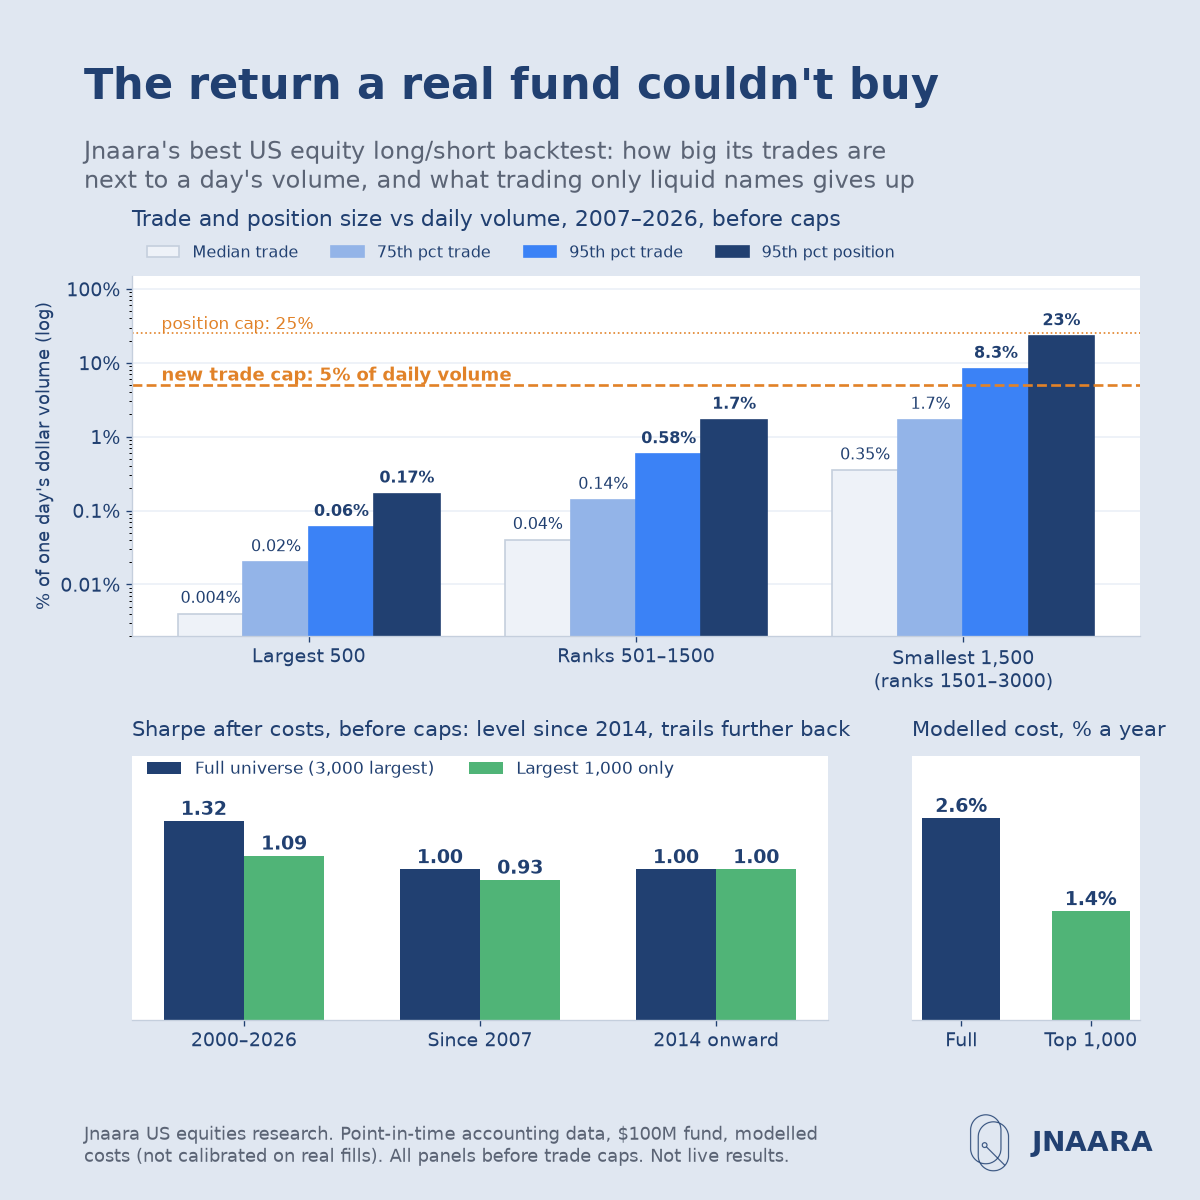 The return a real fund couldn't buy
Jnaara's best US equity long/short backtest: how big its trades are
next to a day's volume, and what trading only liquid names gives up
Trade and position size vs daily volume, 2007–2026, before caps
Median trade
75th pct trade
95th pct trade
95th pct position
% of one day's dollar volume (log)
100%
10%
1%
0.1%
0.01%
position cap: 25%
new trade cap: 5% of daily volume
0.004%
0.02%
0.06%
0.17%
0.04%
0.14%
0.58%
1.7%
0.35%
1.7%
8.3%
23%
Largest 500
Ranks 501–1500
Smallest 1,500
(ranks 1501–3000)
Sharpe after costs, before caps: level since 2014, trails further back
Full universe (3,000 largest)
Largest 1,000 only
1.32
1.09
1.00
0.93
1.00
1.00
2000–2026
Since 2007
2014 onward
Modelled cost, % a year
2.6%
1.4%
Full
Top 1,000
Jnaara US equities research. Point-in-time accounting data, $100M fund, modelled
costs (not calibrated on real fills). All panels before trade caps. Not live results.
JNAARA